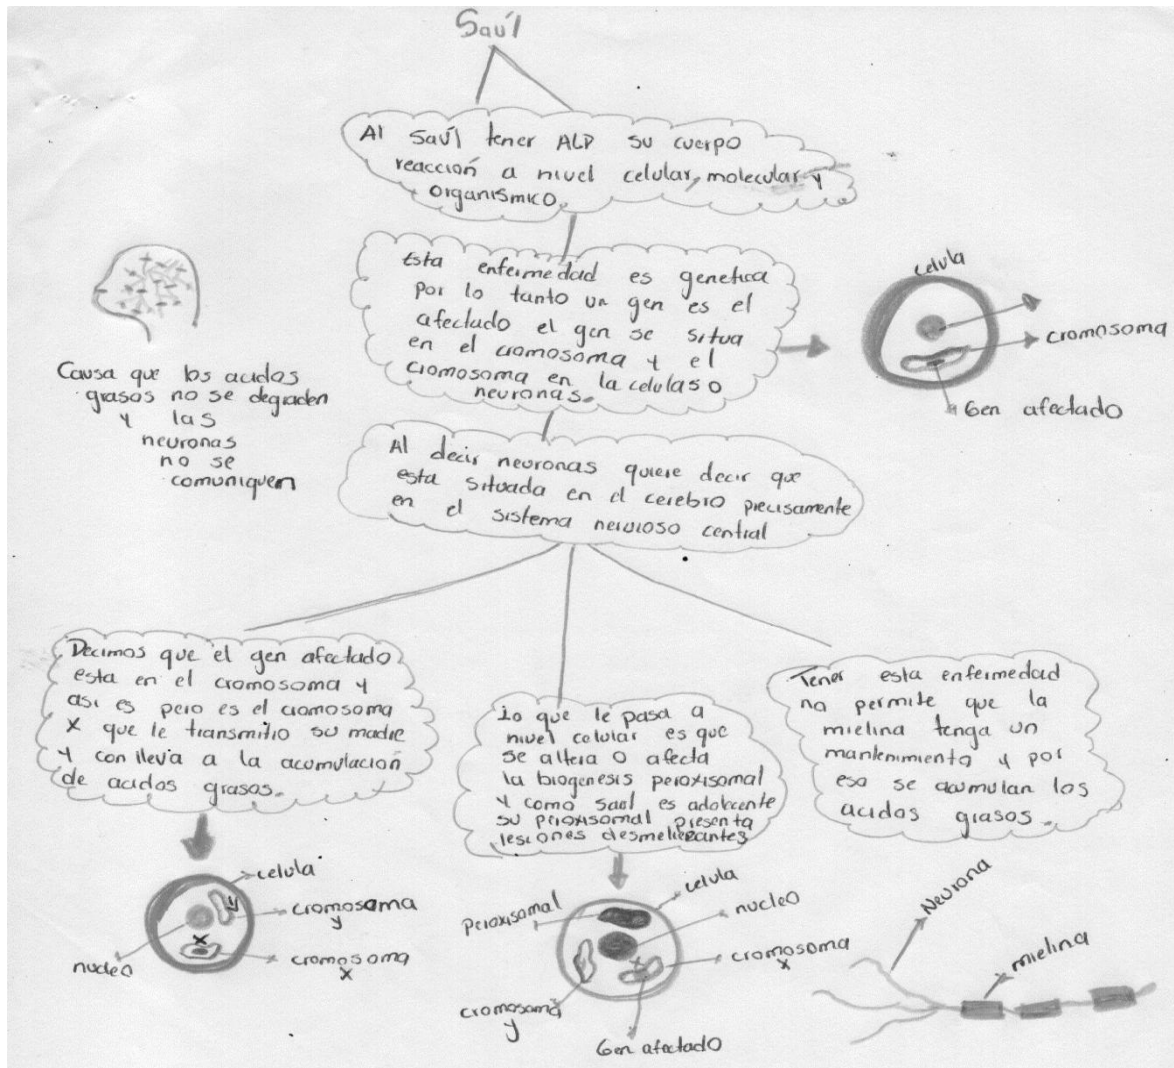 Saúl
Al Saúl tener ALD su cuerpo
reacción a nivel celular, molecular y
organísmico.
Esta enfermedad es genetica
por lo tanto un gen es el
afectado el gen se situa
en el cromosoma y el
cromosoma en la celulas o
neuronas.
celula
cromosoma
Gen afectado
Causa que los acidos
grasos no se degraden
y las
neuronas
no se
comuniquen
Al decir neuronas quiere decir que
esta situada en el cerebro precisamente
en el sistema nervioso central
Decimos que el gen afectado
esta en el cromosoma y
asi es pero es el cromosoma
X que le transmitio su madre
y conlleva a la acumulación
de acidos grasos.
celula
cromosoma
y
x
nucleo
cromosoma
x
lo que le pasa a
nivel celular es que
se altera o afecta
la biogenesis peroxisomal
y como Saul es adolcente
su peroxisomal presenta
lesiones
Peroxisomal
celula
nucleo
cromosoma
x
cromosoma
y
Gen afectado
Tener esta enfermedad
no permite que la
mielina tenga un
mantenimiento y por
eso se acumulan los
acidos grasos.
Neurona
mielina